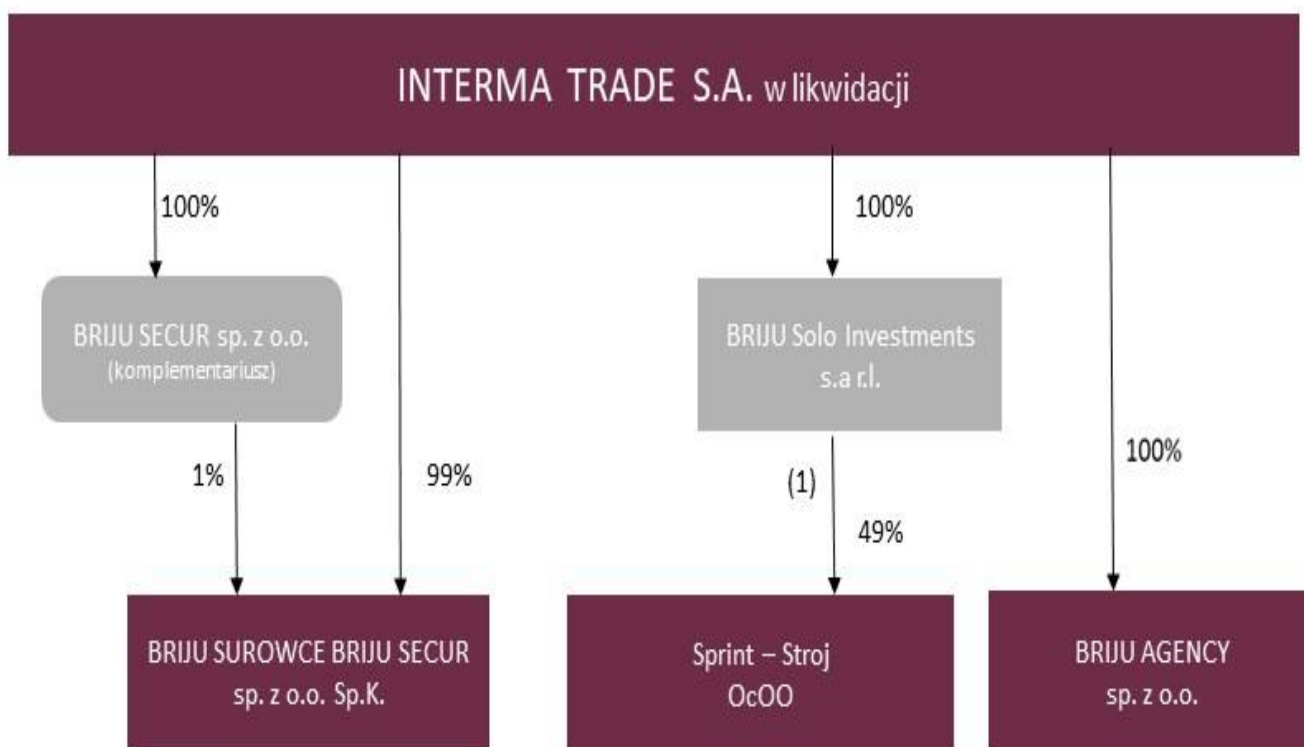 INTERMA TRADE S.A. w likwidacji
100%
100%
BRIJU SECUR sp. z o.o.
(komplementariusz)
BRIJU Solo Investments
s.a r.l.
1%
99%
(1)
49%
100%
BRIJU SUROWCE BRIJU SECUR
sp. z o.o. Sp.K.
Sprint – Stroj
OcOO
BRIJU AGENCY
sp. z o.o.